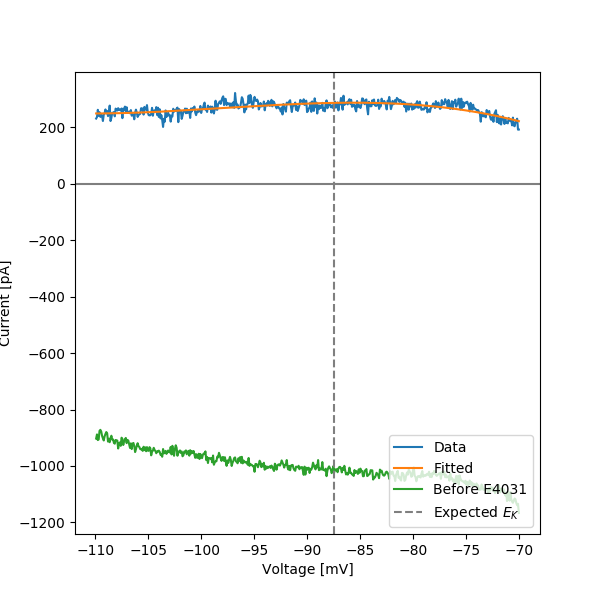 200
0
−200
−400
−600
−800
−1000
−1200
Current [pA]
−110 −105 −100 −95 −90 −85 −80 −75 −70
Voltage [mV]
Data
Fitted
Before E4031
Expected E_K